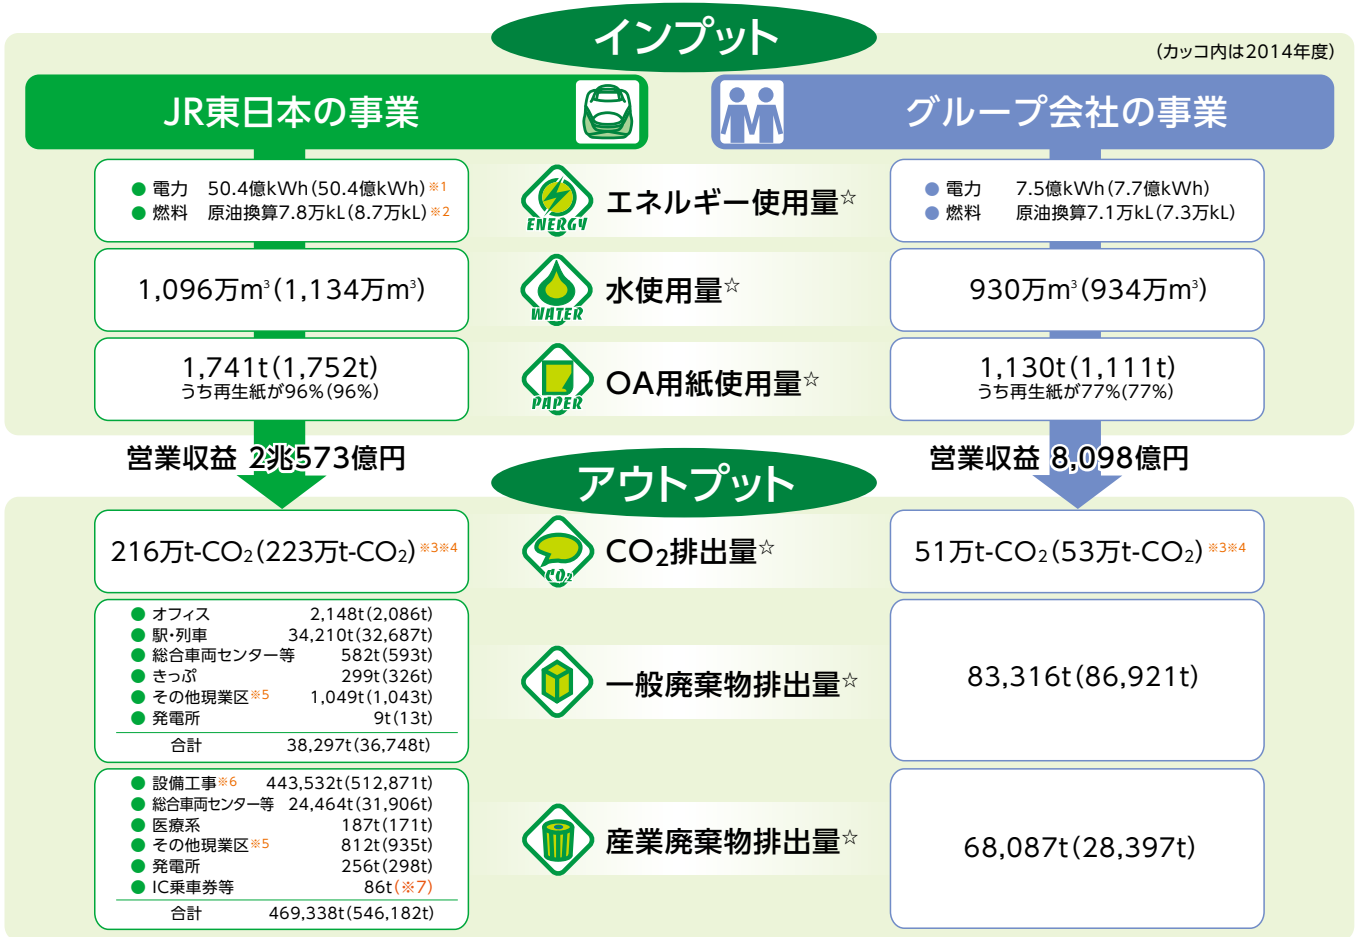 インプット
(カッコ内は2014年度)
JR東日本の事業
グループ会社の事業
● 電力 50.4億kWh(50.4億kWh)※1
● 燃料 原油換算7.8万kL(8.7万kL)※2
ENERGY
エネルギー使用量☆
● 電力 7.5億kWh(7.7億kWh)
● 燃料 原油換算7.1万kL(7.3万kL)
1,096万m³(1,134万m³)
WATER
水使用量☆
930万m³(934万m³)
1,741t(1,752t)
うち再生紙が96%(96%)
PAPER
OA用紙使用量☆
1,130t(1,111t)
うち再生紙が77%(77%)
営業収益 2兆573億円
営業収益 8,098億円
アウトプット
216万t-CO₂(223万t-CO₂)※3※4
CO₂
CO₂排出量☆
51万t-CO₂(53万t-CO₂)※3※4
● オフィス 2,148t(2,086t)
● 駅・列車 34,210t(32,687t)
● 総合車両センター等 582t(593t)
● きっぷ 299t(326t)
● その他現業区※5 1,049t(1,043t)
● 発電所 9t(13t)
合計 38,297t(36,748t)
一般廃棄物排出量☆
83,316t(86,921t)
● 設備工事※6 443,532t(512,871t)
● 総合車両センター等 24,464t(31,906t)
● 医療系 187t(171t)
● その他現業区※5 812t(935t)
● 発電所 256t(298t)
● IC乗車券等 86t(※7)
合計 469,338t(546,182t)
産業廃棄物排出量☆
68,087t(28,397t)